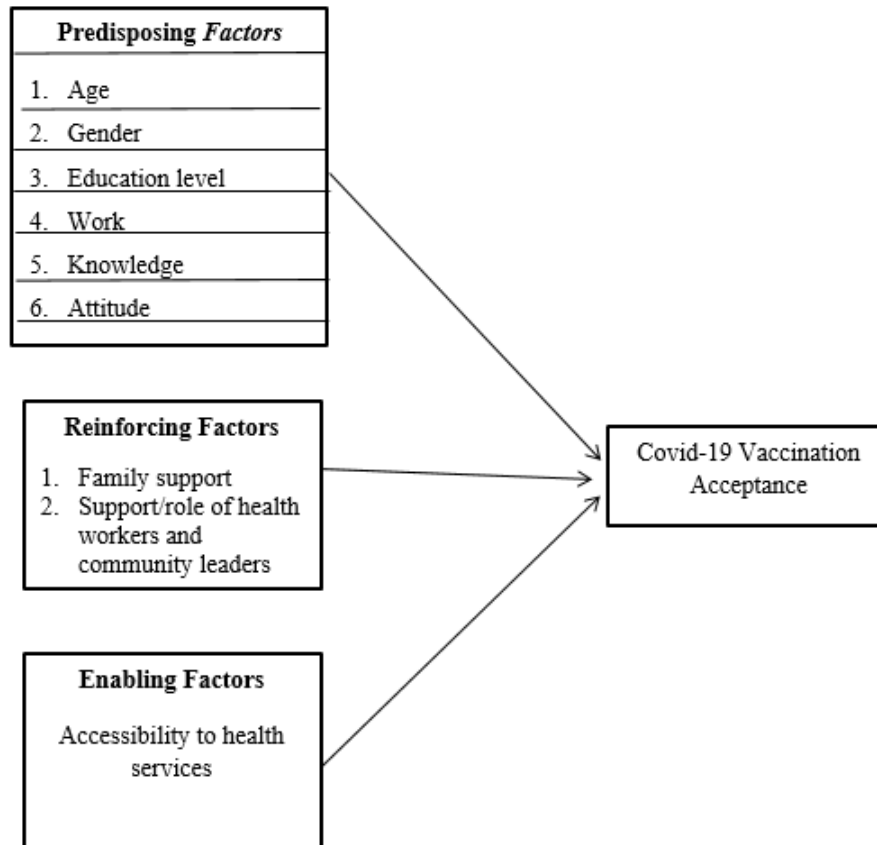 Predisposing Factors
1. Age
2. Gender
3. Education level
4. Work
5. Knowledge
6. Attitude
Reinforcing Factors
1. Family support
2. Support/role of health
workers and
community leaders
Enabling Factors
Accessibility to health
services
Covid-19 Vaccination
Acceptance